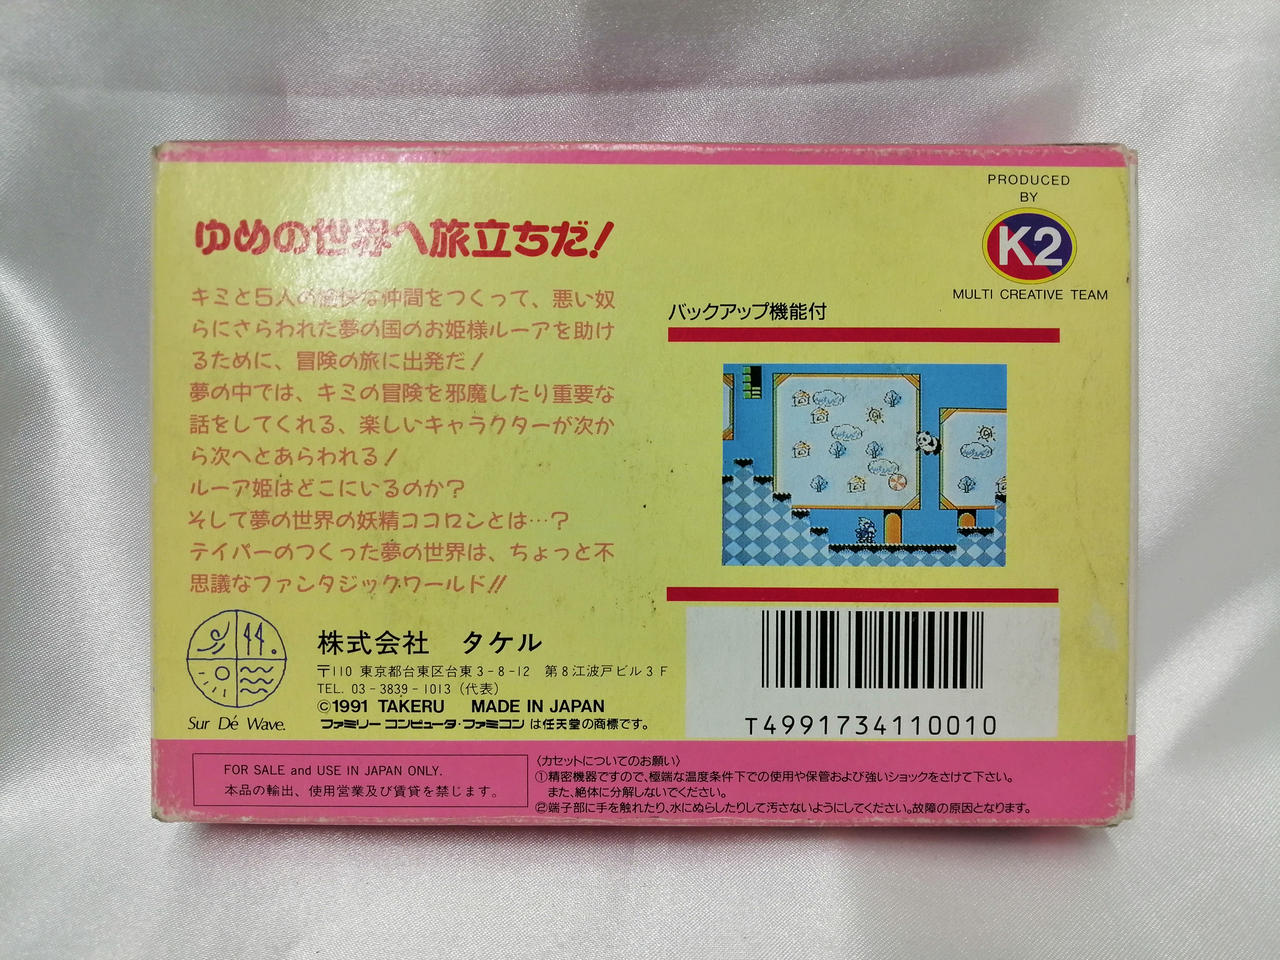 PRODUCED
BY
K2
MULTI CREATIVE TEAM
ゆめの世界へ旅立ちだ!
キミと5人の愉快な仲間をつくって、悪い奴
らにさらわれた夢の国のお姫様ルーアを助け
るために、冒険の旅に出発だ!
夢の中では、キミの冒険を邪魔したり重要な
話をしてくれる、楽しいキャラクターが次か
ら次へとあらわれる!
ルーア姫はどこにいるのか?
そして夢の世界の妖精ココロンとは…?
テイパーのつくった夢の世界は、ちょっと不
思議なファンタジックワールド!!
バックアップ機能付
Sur Dé Wave.
株式会社 タケル
〒110 東京都台東区台東3-8-12 第8江波戸ビル3F
TEL. 03-3839-1013(代表)
©1991 TAKERU MADE IN JAPAN
ファミリーコンピュータ・ファミコンは任天堂の商標です。
T4991734110010
FOR SALE and USE IN JAPAN ONLY.
本品の輸出、使用営業及び賃貸を禁じます。
〈カセットについてのお願い〉
①精密機器ですので、極端な温度条件下での使用や保管および強いショックをさけて下さい。
また、絶体に分解しないでください。
②端子部に手を触れたり、水にぬらしたりして汚さないようにしてください。故障の原因となります。